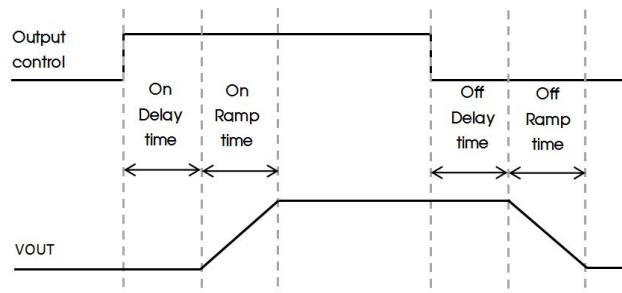 Output
control
On
Delay
time
On
Ramp
time
Off
Delay
time
Off
Ramp
time
VOUT